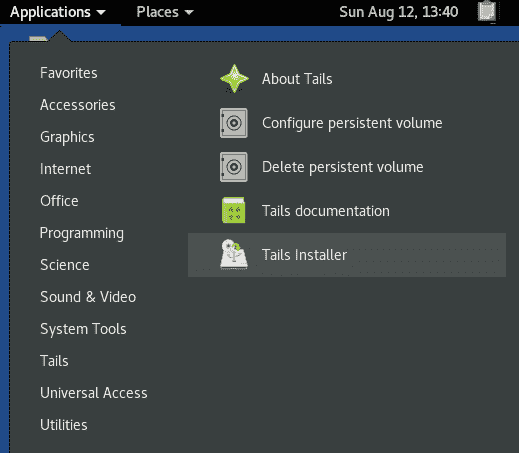 Applications Places Sun Aug 12, 13:40
Favorites
Accessories
Graphics
Internet
Office
Programming
Science
Sound & Video
System Tools
Tails
Universal Access
Utilities
About Tails
Configure persistent volume
Delete persistent volume
Tails documentation
Tails Installer